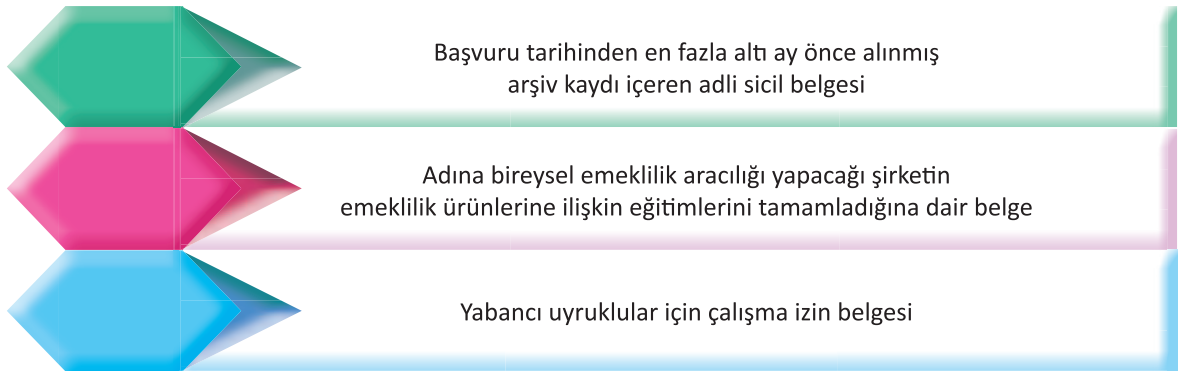 Başvuru tarihinden en fazla altı ay önce alınmış
arşiv kaydı içeren adli sicil belgesi
Adına bireysel emeklilik aracılığı yapacağı şirketin
emeklilik ürünlerine ilişkin eğitimlerini tamamladığına dair belge
Yabancı uyruklular için çalışma izin belgesi